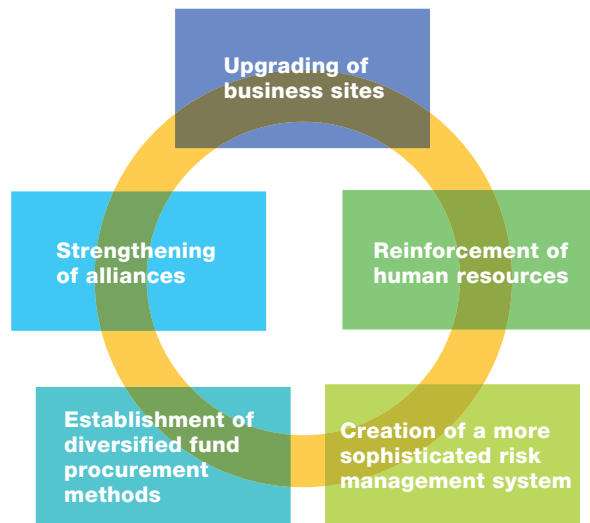 Upgrading of
business sites
Strengthening
of alliances
Reinforcement of
human resources
Establishment of
diversified fund
procurement
methods
Creation of a more
sophisticated risk
management system